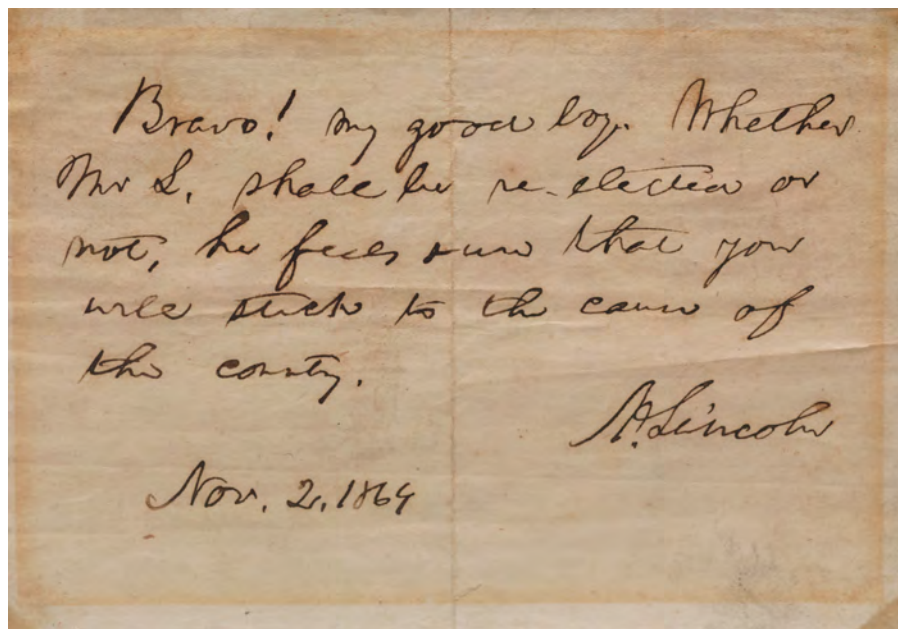 Bravo! my good boy. Whether
Mr L. shall be re-elected or
not, he feels sure that you
will stick to the cause of
the country.
A. Lincoln
Nov. 2, 1864